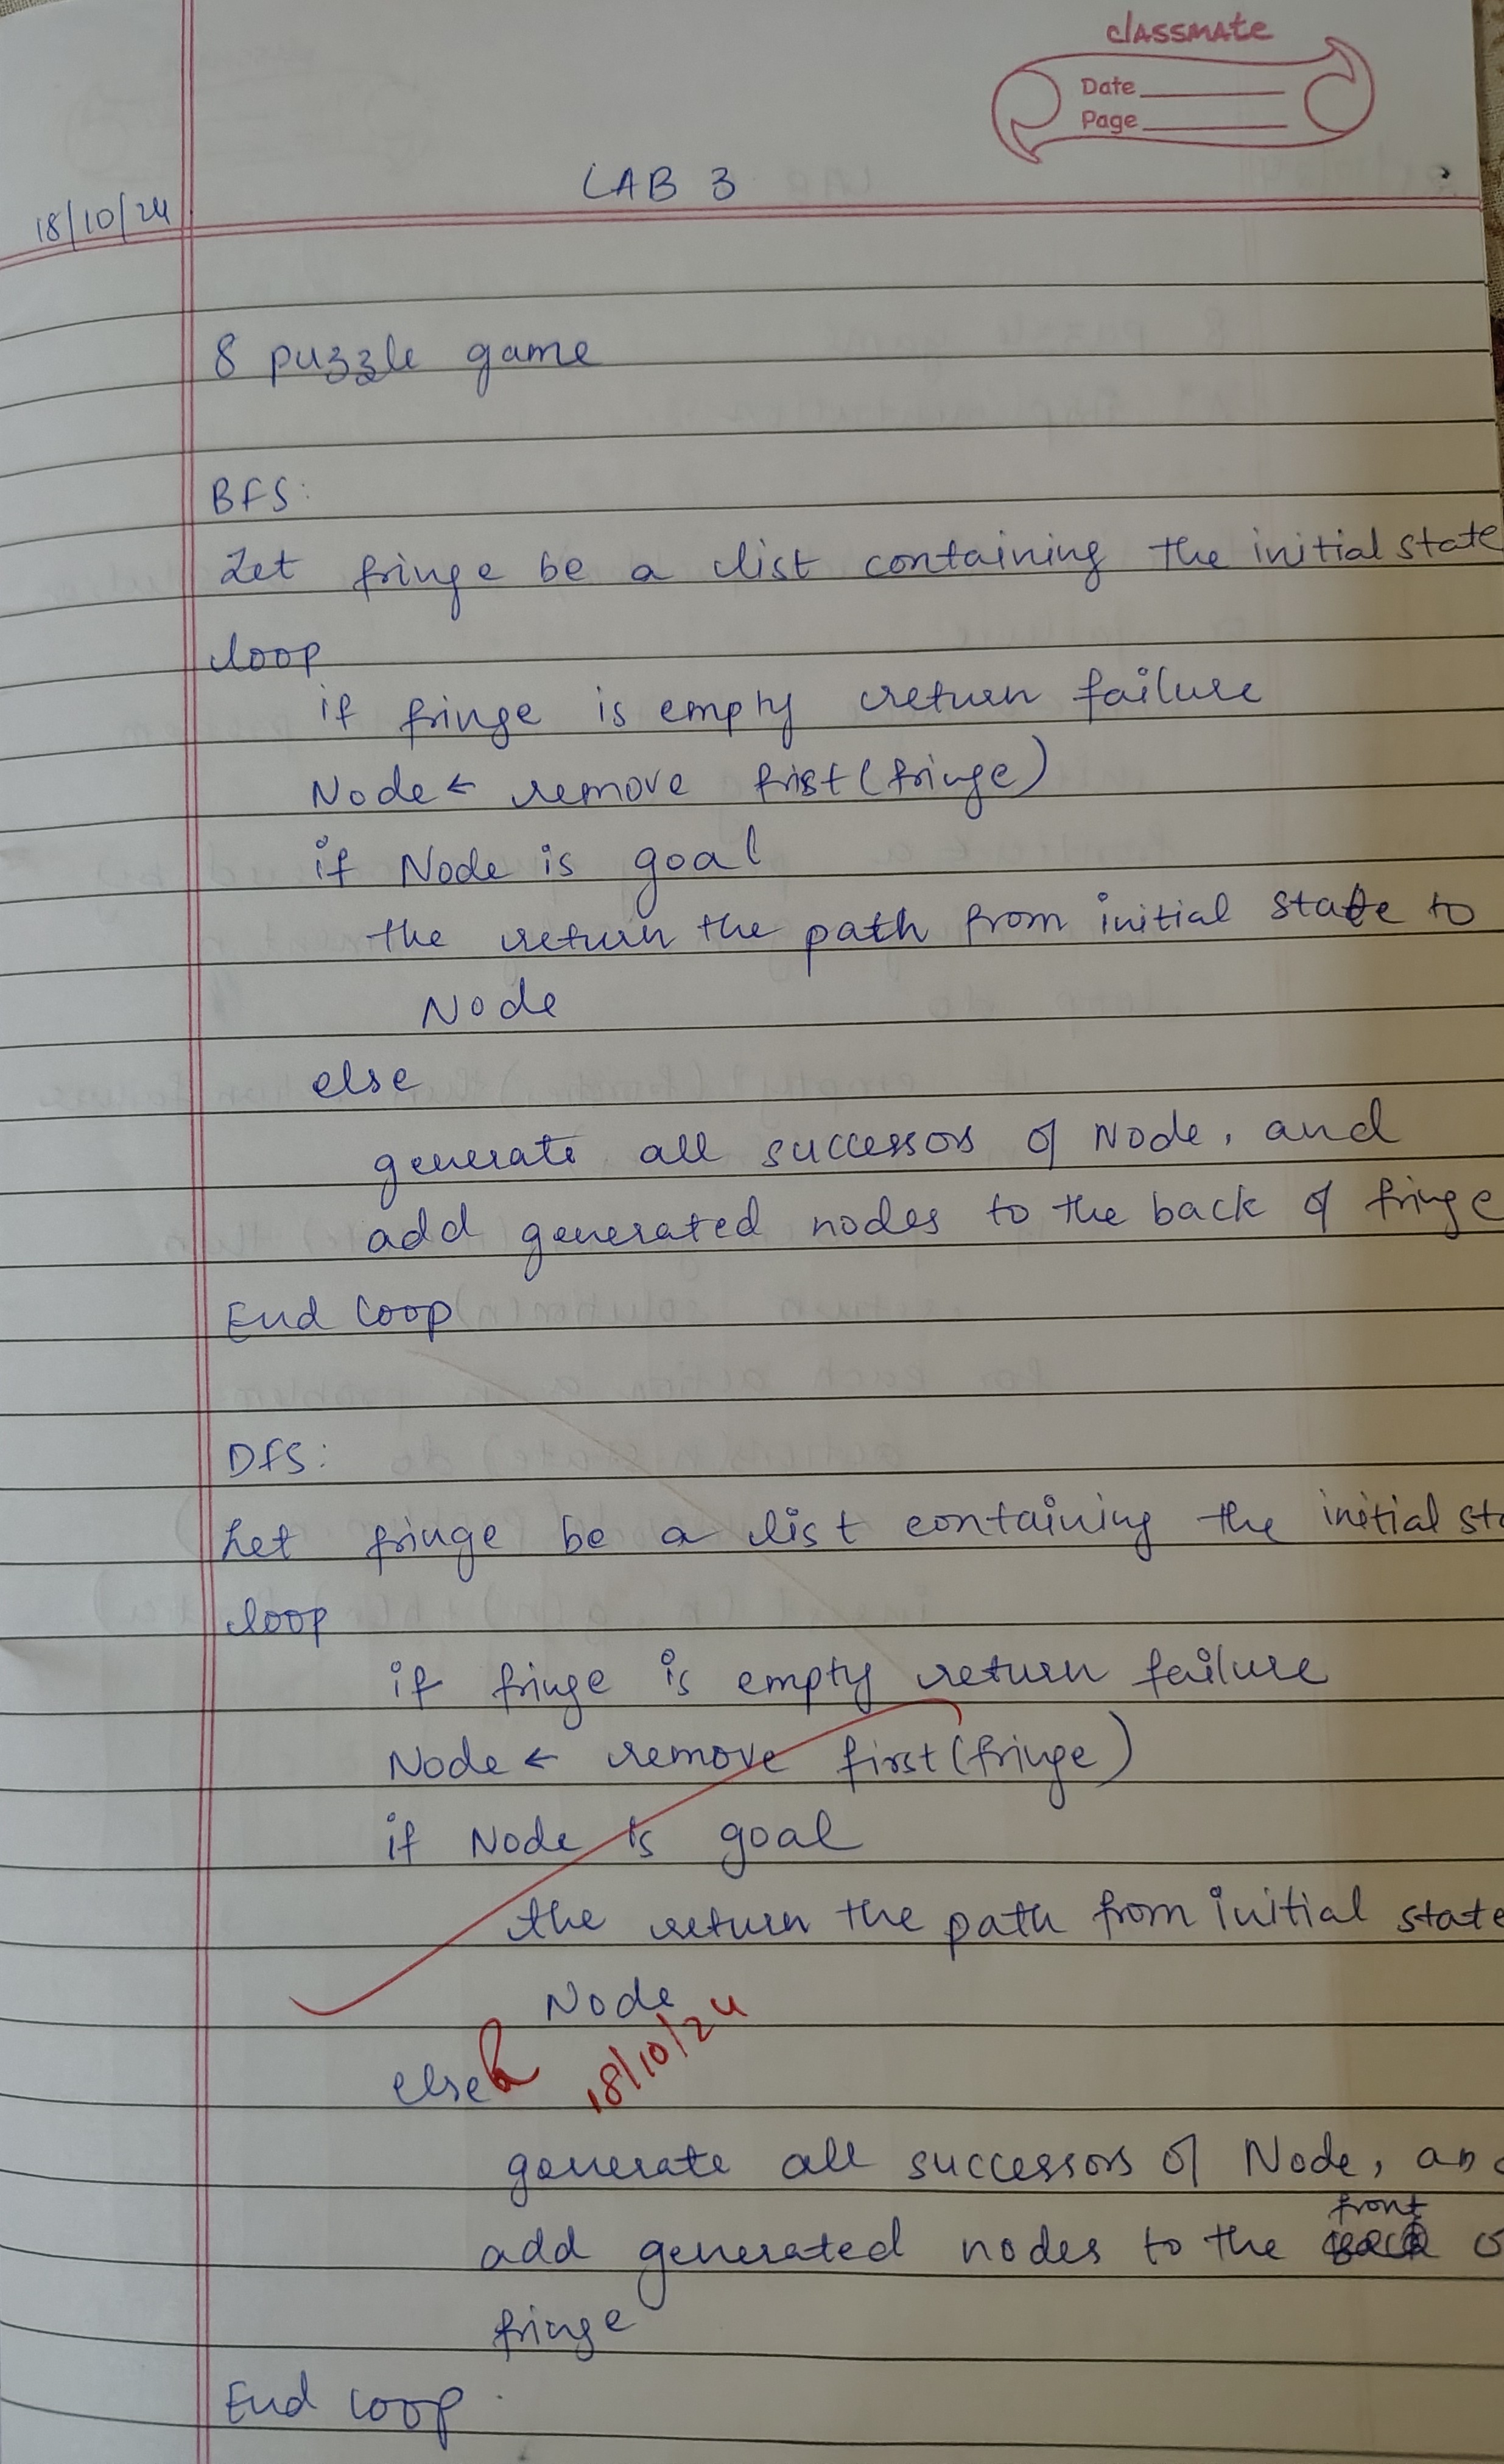 classmate
Date
Page
LAB 3
18/10/24
8 puzzle game
BFS:
Let fringe be a list containing the initial state
loop
if fringe is empty return failure
Node ← remove frist (fringe)
if Node is goal
the return the path from initial state to
Node
else
generate all successors of Node, and
add generated nodes to the back of fringe
End loop
DFS:
Let fringe be a list containing the initial sta
loop
if fringe is empty return failure
Node ← remove first (fringe)
if Node is goal
the return the path from initial state
Node
18/10/24
else
generate all successors of Node, an
front
add generated nodes to the back o
fringe
End loop.